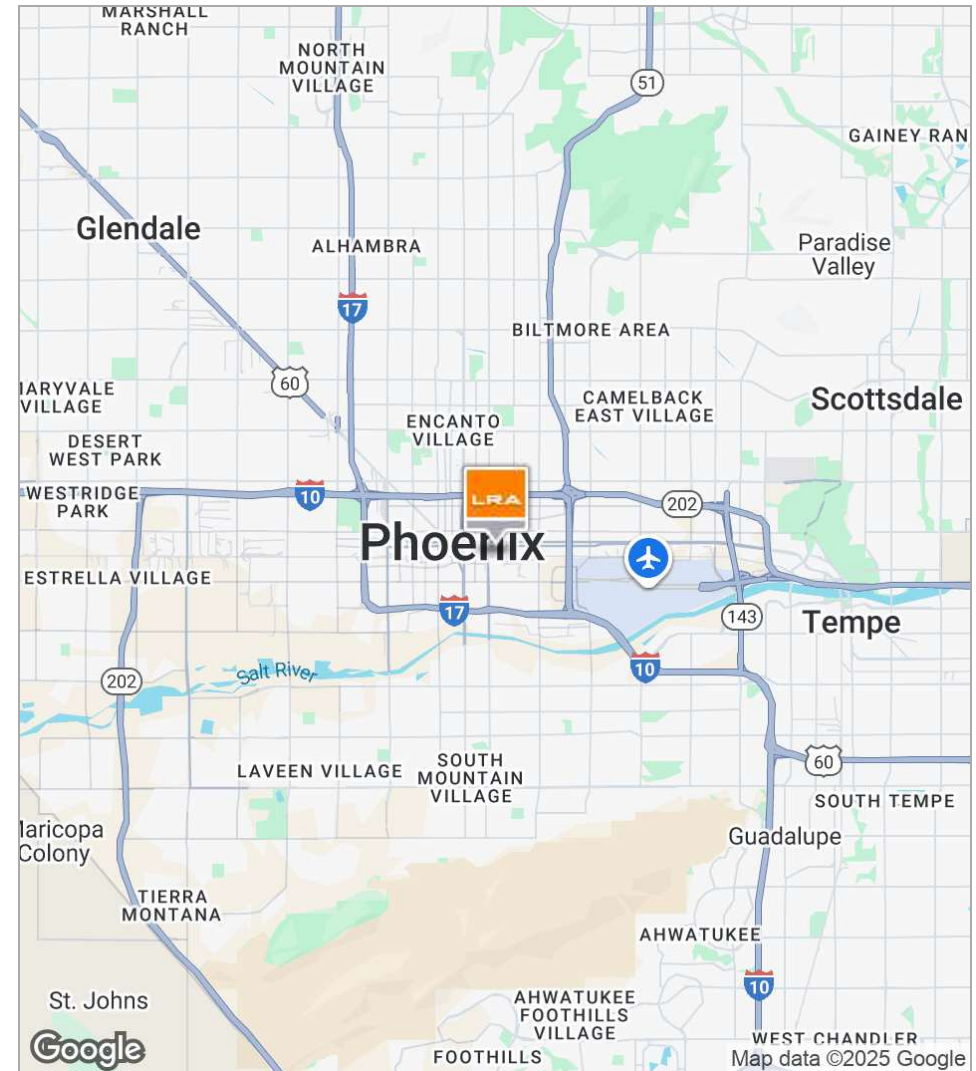 MARSHALL
RANCH
NORTH
MOUNTAIN
VILLAGE
51
GAINEY RAN
Glendale
ALHAMBRA
Paradise
Valley
17
BILTMORE AREA
60
IARYVALE
VILLAGE
CAMELBACK
EAST VILLAGE
Scottsdale
ENCANTO
VILLAGE
DESERT
WEST PARK
WESTRIDGE
PARK
10
LRA
202
Phoenix
ESTRELLA VILLAGE
17
143
Tempe
10
Salt River
202
LAVEEN VILLAGE
SOUTH
MOUNTAIN
VILLAGE
60
SOUTH TEMPE
Maricopa
Colony
Guadalupe
TIERRA
MONTANA
AHWATUKEE
10
St. Johns
AHWATUKEE
FOOTHILLS
VILLAGE
WEST CHANDLER
FOOTHILLS
Google
Map data ©2025 Google